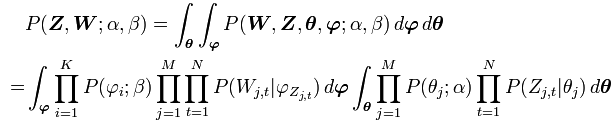 P(Z, W; α, β) = ∫_θ ∫_φ P(W, Z, θ, φ; α, β) dφ dθ
= ∫_φ ∏_{i=1}^{K} P(φ_i; β) ∏_{j=1}^{M} ∏_{t=1}^{N} P(W_{j,t}|φ_{Z_{j,t}}) dφ ∫_θ ∏_{j=1}^{M} P(θ_j; α) ∏_{t=1}^{N} P(Z_{j,t}|θ_j) dθ